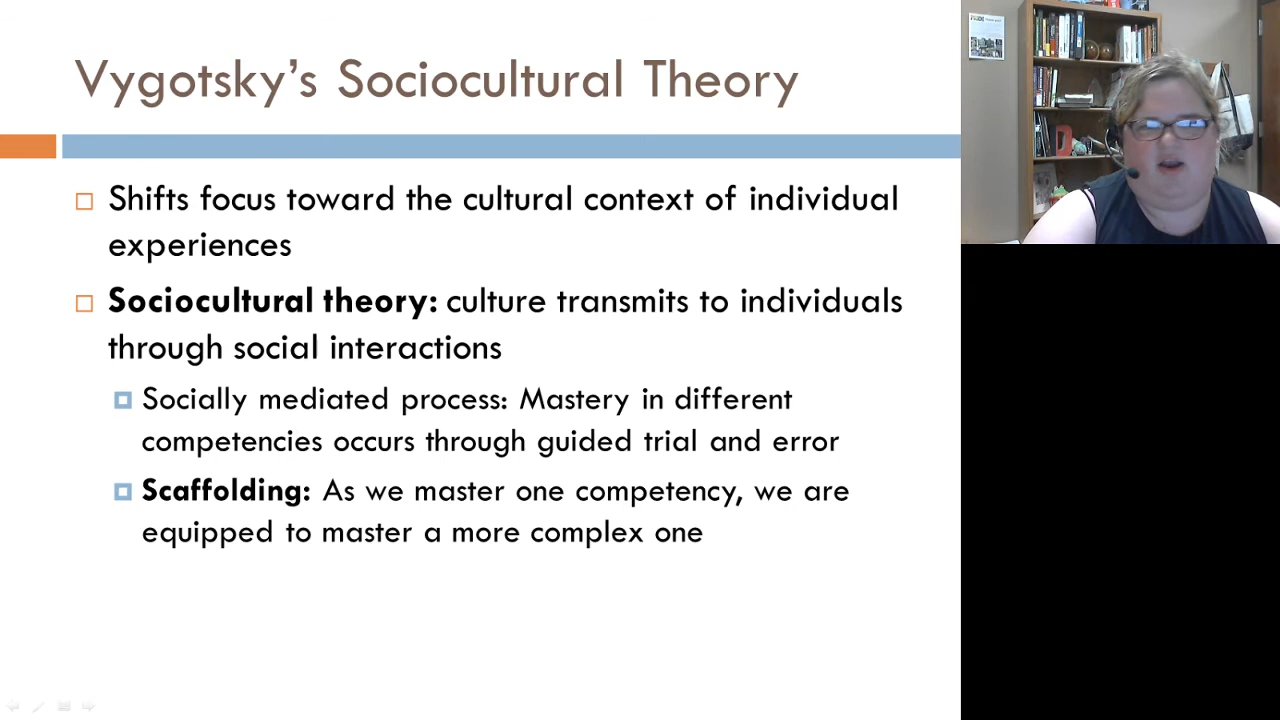 Vygotsky's Sociocultural Theory
Shifts focus toward the cultural context of individual
experiences
Sociocultural theory: culture transmits to individuals
through social interactions
Socially mediated process: Mastery in different
competencies occurs through guided trial and error
Scaffolding: As we master one competency, we are
equipped to master a more complex one